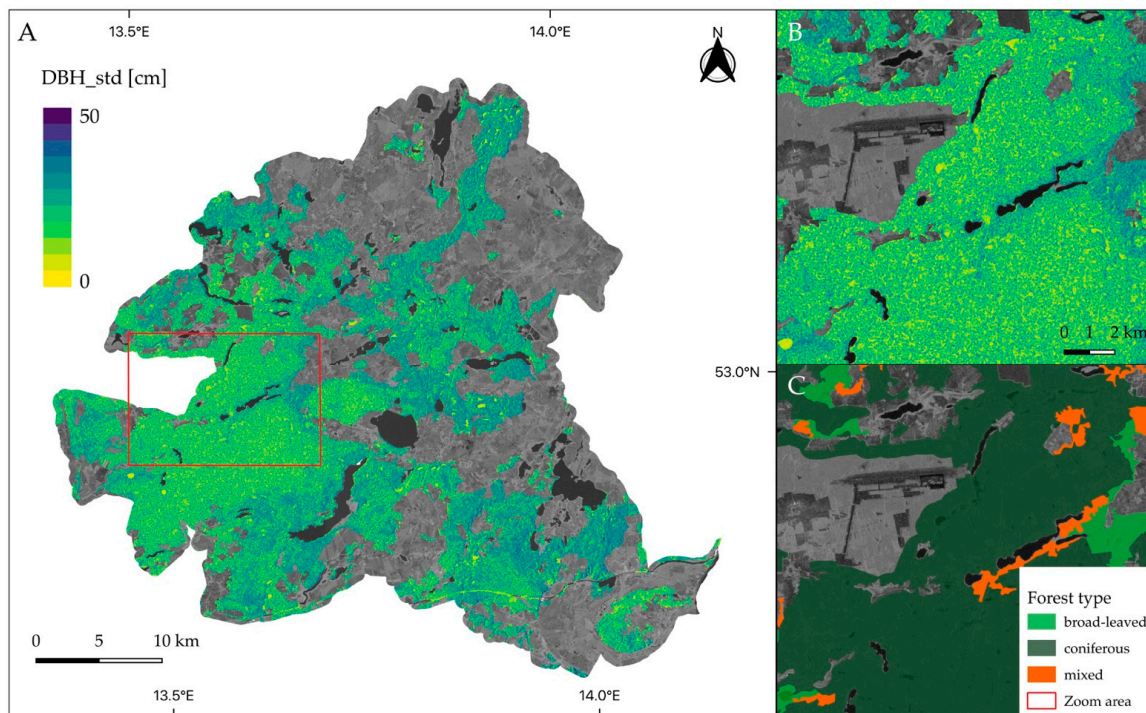 A
13.5°E
14.0°E
N
DBH_std [cm]
50
0
0 5 10 km
13.5°E
14.0°E
53.0°N
B
0 1 2 km
C
Forest type
broad-leaved
coniferous
mixed
Zoom area